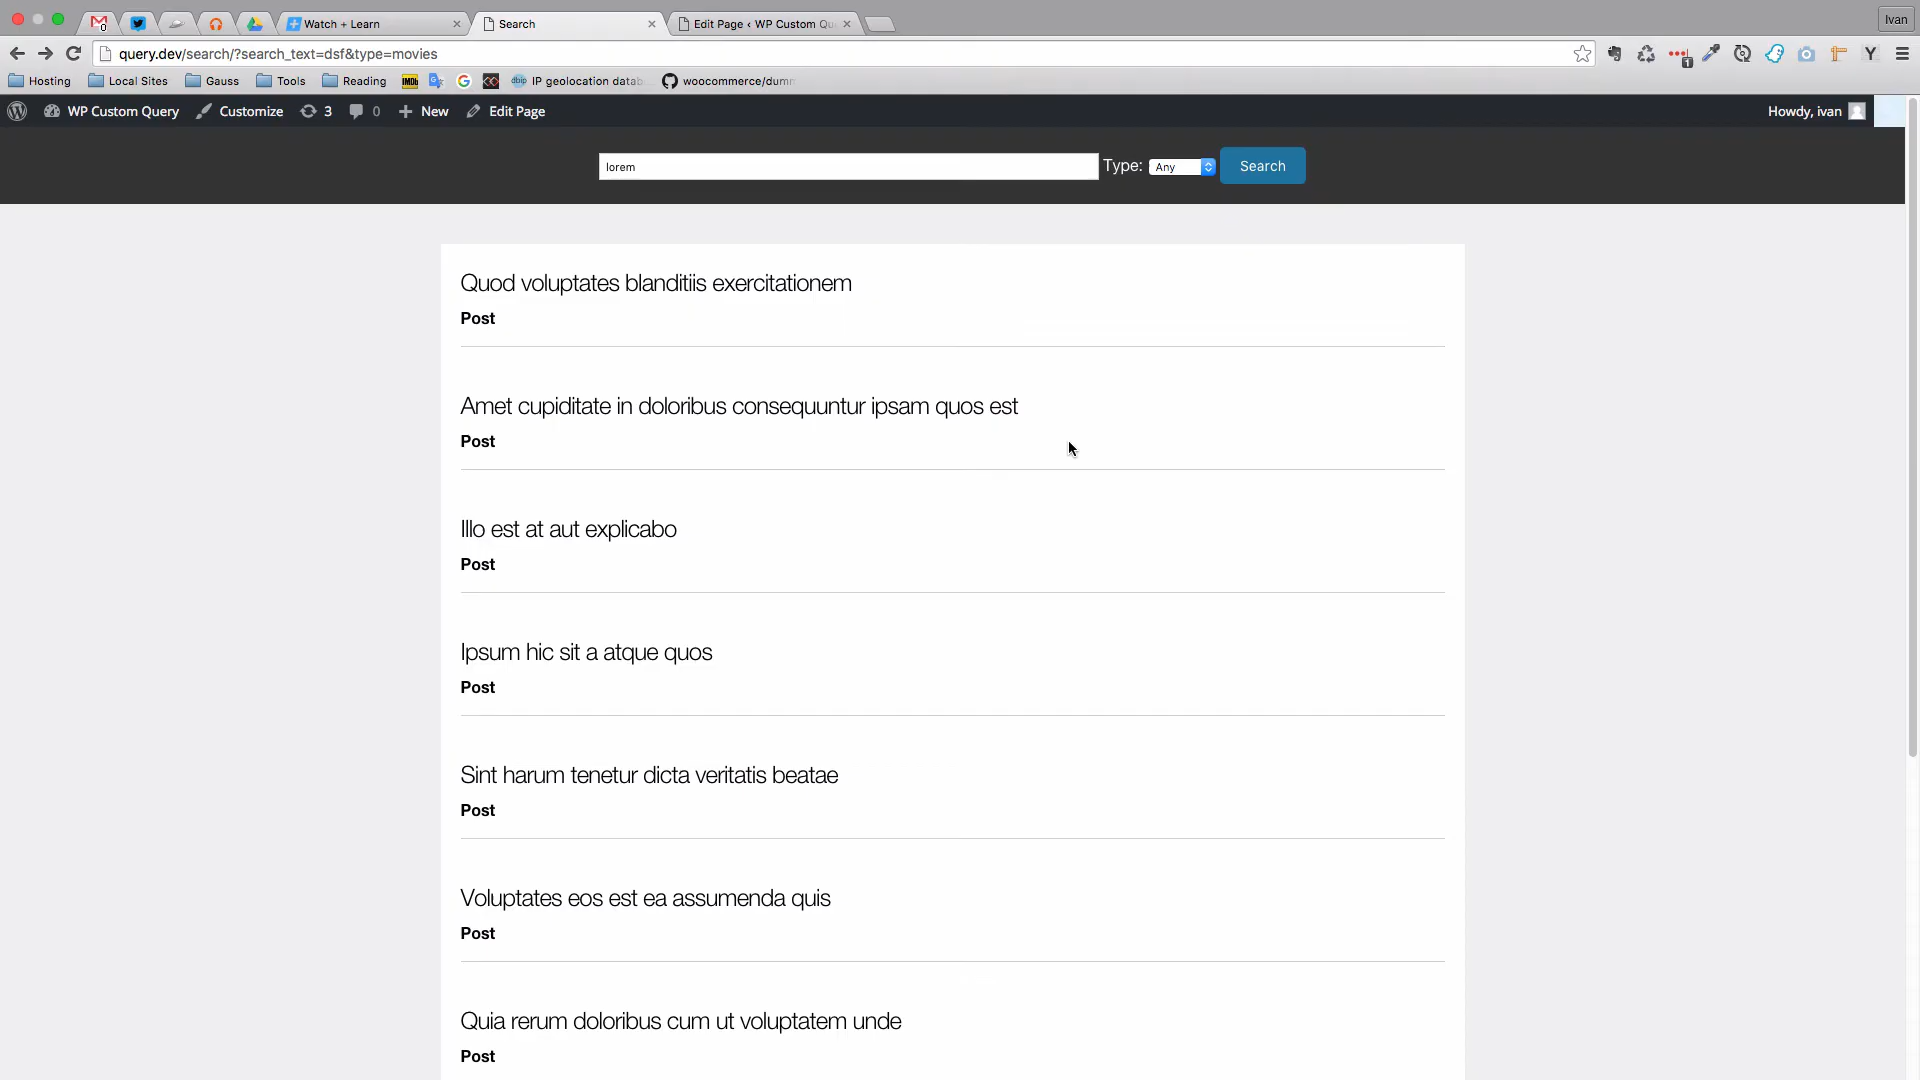 Watch + Learn
Search
Edit Page ‹ WP Custom Qu
Ivan
query.dev/search/?search_text=dsf&type=movies
Hosting
Local Sites
Gauss
Tools
Reading
IMDb
IP geolocation datab
woocommerce/dumm
WP Custom Query
Customize
3
0
New
Edit Page
Howdy, ivan
lorem
Type:
Any
Search
Quod voluptates blanditiis exercitationem
Post
Amet cupiditate in doloribus consequuntur ipsam quos est
Post
Illo est at aut explicabo
Post
Ipsum hic sit a atque quos
Post
Sint harum tenetur dicta veritatis beatae
Post
Voluptates eos est ea assumenda quis
Post
Quia rerum doloribus cum ut voluptatem unde
Post